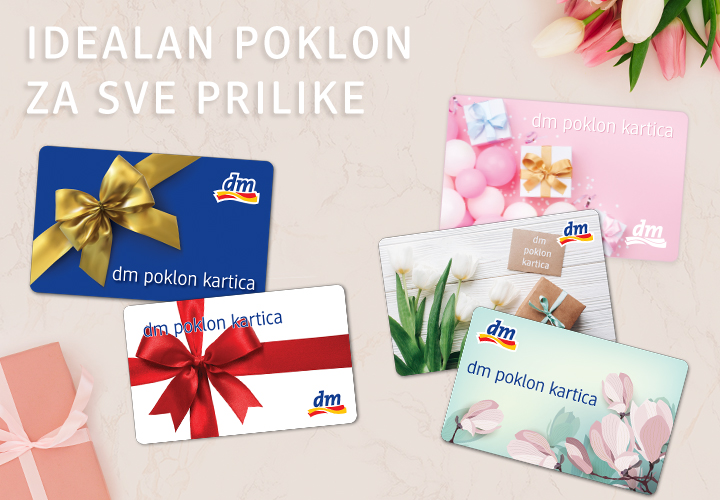 IDEALAN POKLON
ZA SVE PRILIKE
dm poklon kartica
dm
dm
dm poklon kartica
dm
dm
poklon
kartica
dm poklon kartica
dm
dm
dm poklon kartica